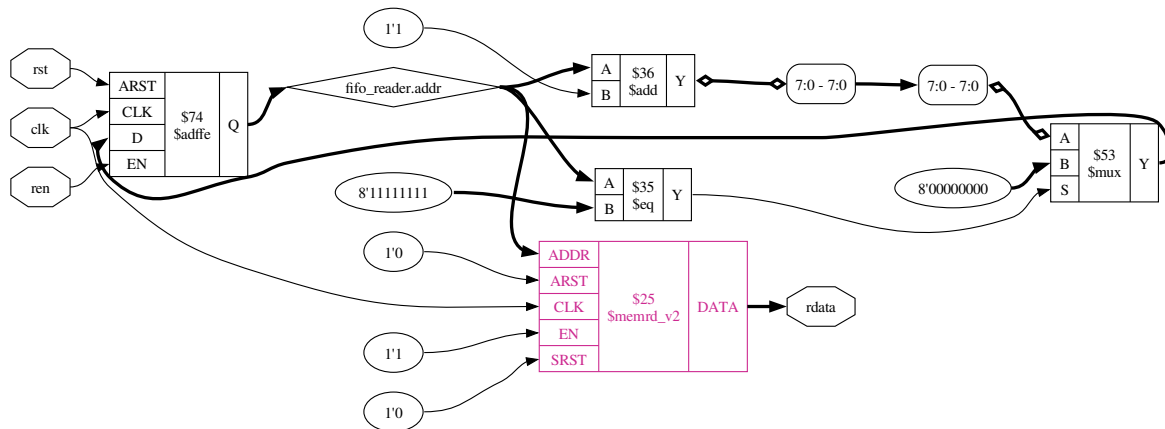 rst
clk
ren
ARST
CLK
D
EN
$74
$adffe
Q
fifo_reader.addr
1'1
A
B
$36
$add
Y
7:0 - 7:0
7:0 - 7:0
8'11111111
A
B
$35
$eq
Y
8'00000000
A
B
S
$53
$mux
Y
1'0
1'1
1'0
ADDR
ARST
CLK
EN
SRST
$25
$memrd_v2
DATA
rdata